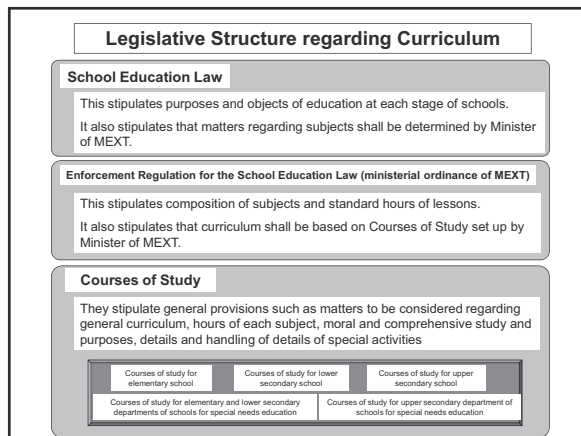 Legislative Structure regarding Curriculum
School Education Law
This stipulates purposes and objects of education at each stage of schools.
It also stipulates that matters regarding subjects shall be determined by Minister
of MEXT.
Enforcement Regulation for the School Education Law (ministerial ordinance of MEXT)
This stipulates composition of subjects and standard hours of lessons.
It also stipulates that curriculum shall be based on Courses of Study set up by
Minister of MEXT.
Courses of Study
They stipulate general provisions such as matters to be considered regarding
general curriculum, hours of each subject, moral and comprehensive study and
purposes, details and handling of details of special activities
Courses of study for
elementary school
Courses of study for lower
secondary school
Courses of study for upper
secondary school
Courses of study for elementary and lower secondary
departments of schools for special needs education
Courses of study for upper secondary department of
schools for special needs education